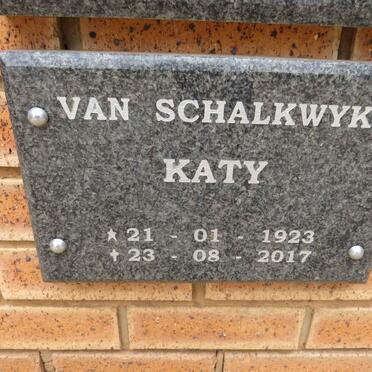 VAN SCHALKWYK
KATY
★ 21 - 01 - 1923
✝ 23 - 08 - 2017